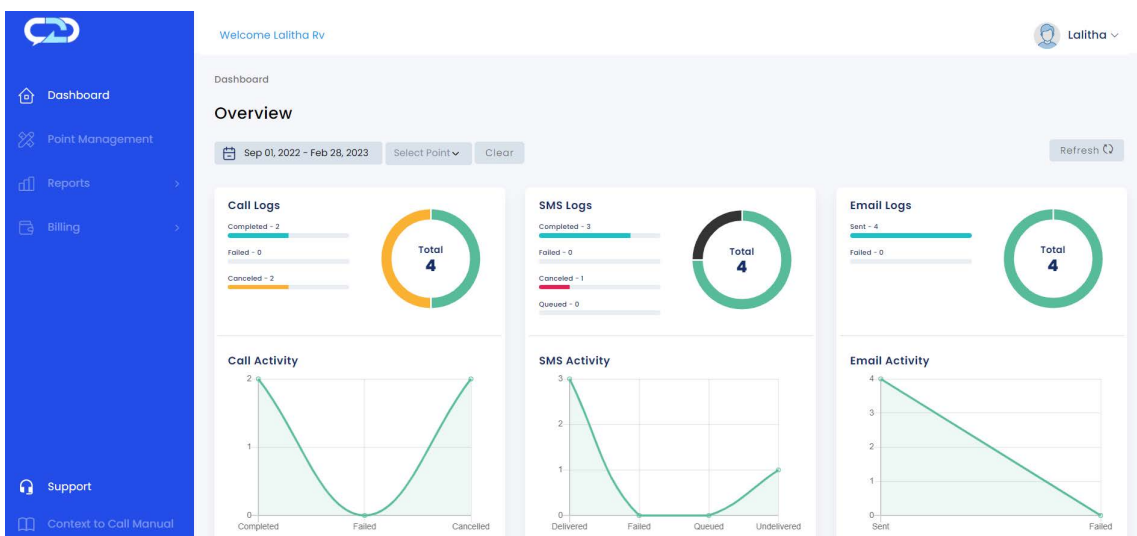 Welcome Lalitha Rv
Lalitha
Dashboard
Point Management
Reports
Billing
Support
Context to Call Manual
Dashboard
Overview
Sep 01, 2022 - Feb 28, 2023
Select Point
Clear
Refresh
Call Logs
Completed - 2
Failed - 0
Canceled - 2
Total
4
SMS Logs
Completed - 3
Failed - 0
Canceled - 1
Queued - 0
Total
4
Email Logs
Sent - 4
Failed - 0
Total
4
Call Activity
2
1
0
Completed Failed Cancelled
SMS Activity
3
2
1
0
Delivered Failed Queued Undelivered
Email Activity
4
3
2
1
0
Sent Failed